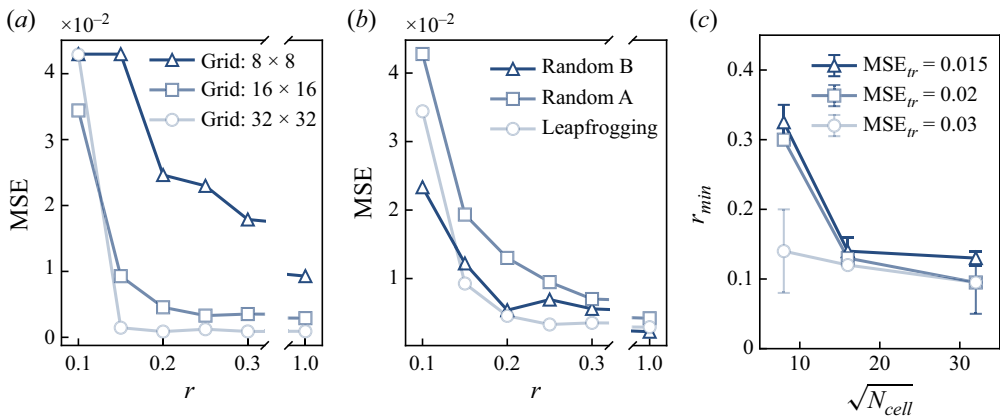 (a)
×10⁻²
4
3
2
1
0
MSE
0.1
0.2
0.3
1.0
r
Grid: 8 × 8
Grid: 16 × 16
Grid: 32 × 32
(b)
×10⁻²
4
3
2
1
MSE
0.1
0.2
0.3
1.0
r
Random B
Random A
Leapfrogging
(c)
0.4
0.3
0.2
0.1
0
r_min
10
20
30
√N_cell
MSE_tr = 0.015
MSE_tr = 0.02
MSE_tr = 0.03